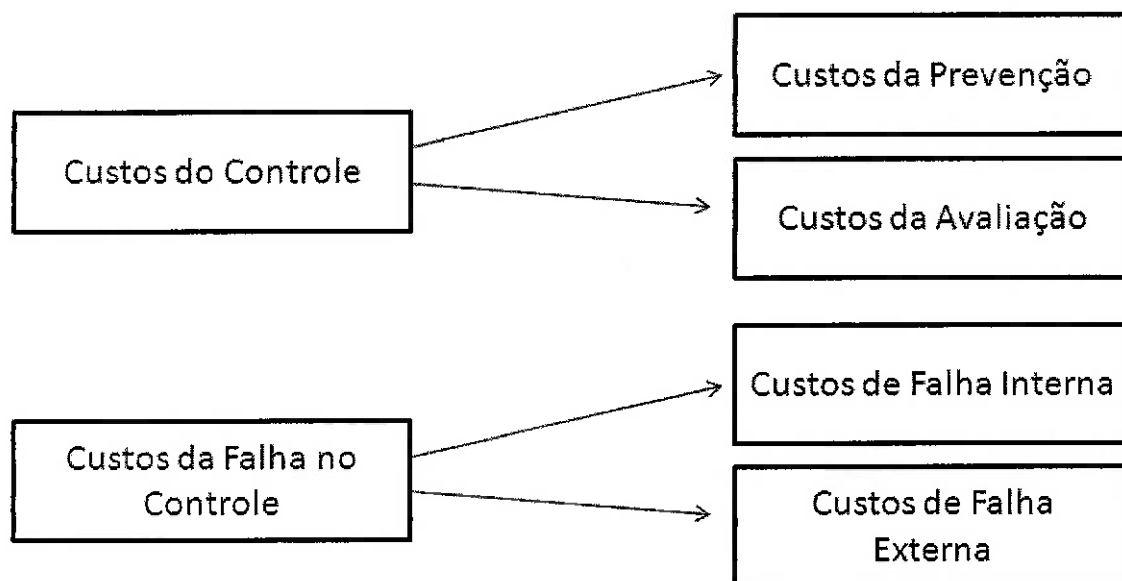 Custos da Prevenção
Custos do Controle
Custos da Avaliação
Custos de Falha Interna
Custos da Falha no
Controle
Custos de Falha
Externa